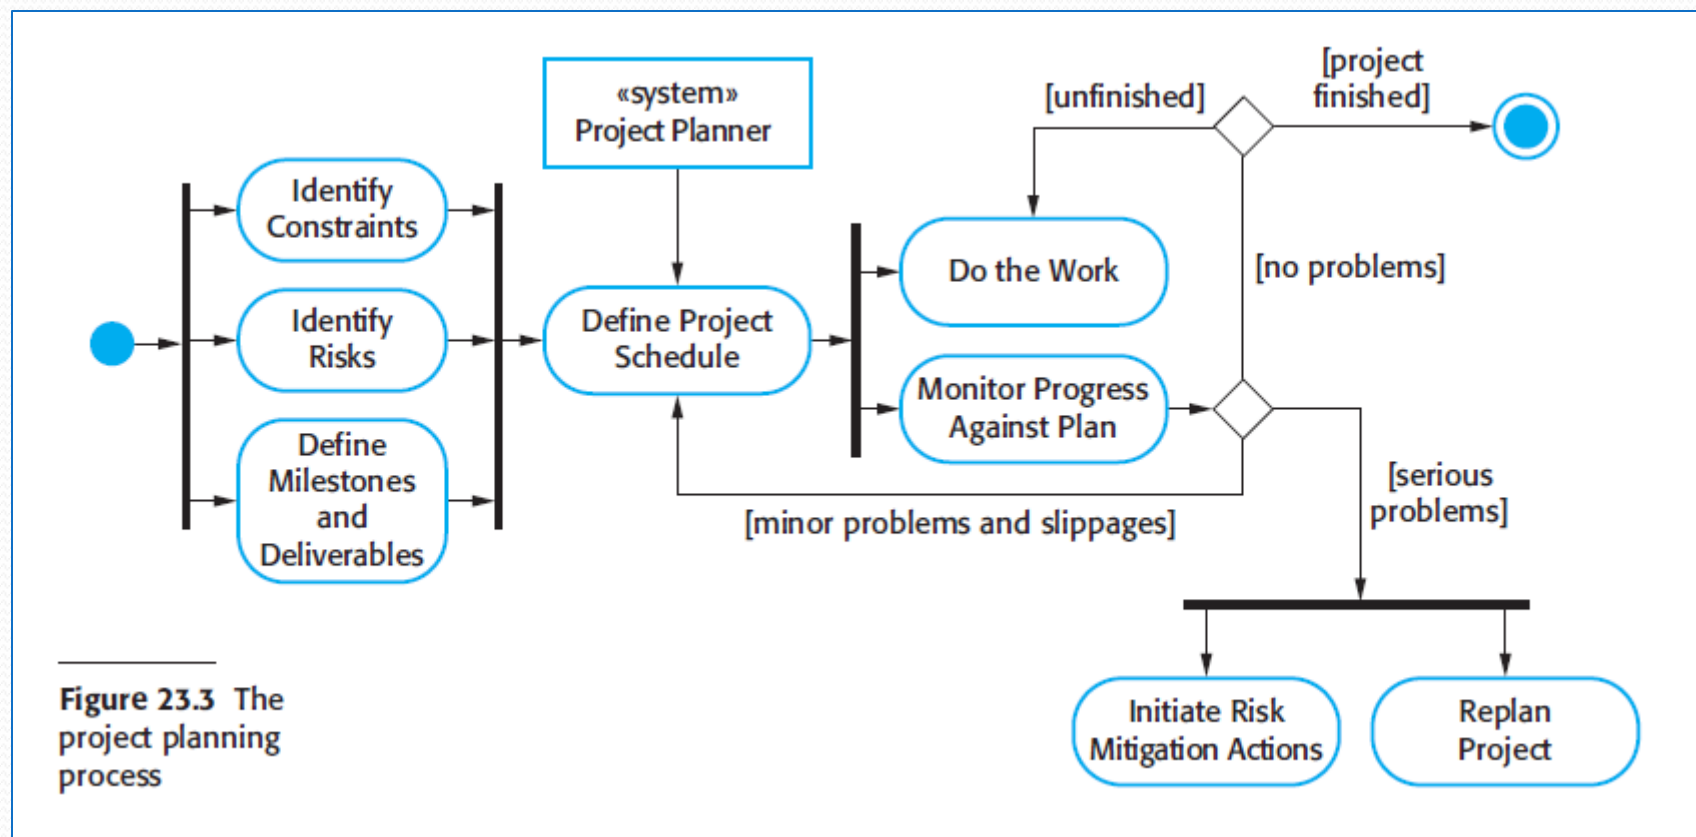 «system»
Project Planner
[unfinished]
[project
finished]
Identify
Constraints
Identify
Risks
Define
Milestones
and
Deliverables
Define Project
Schedule
Do the Work
[no problems]
Monitor Progress
Against Plan
[minor problems and slippages]
[serious
problems]
Initiate Risk
Mitigation Actions
Replan
Project
Figure 23.3 The
project planning
process